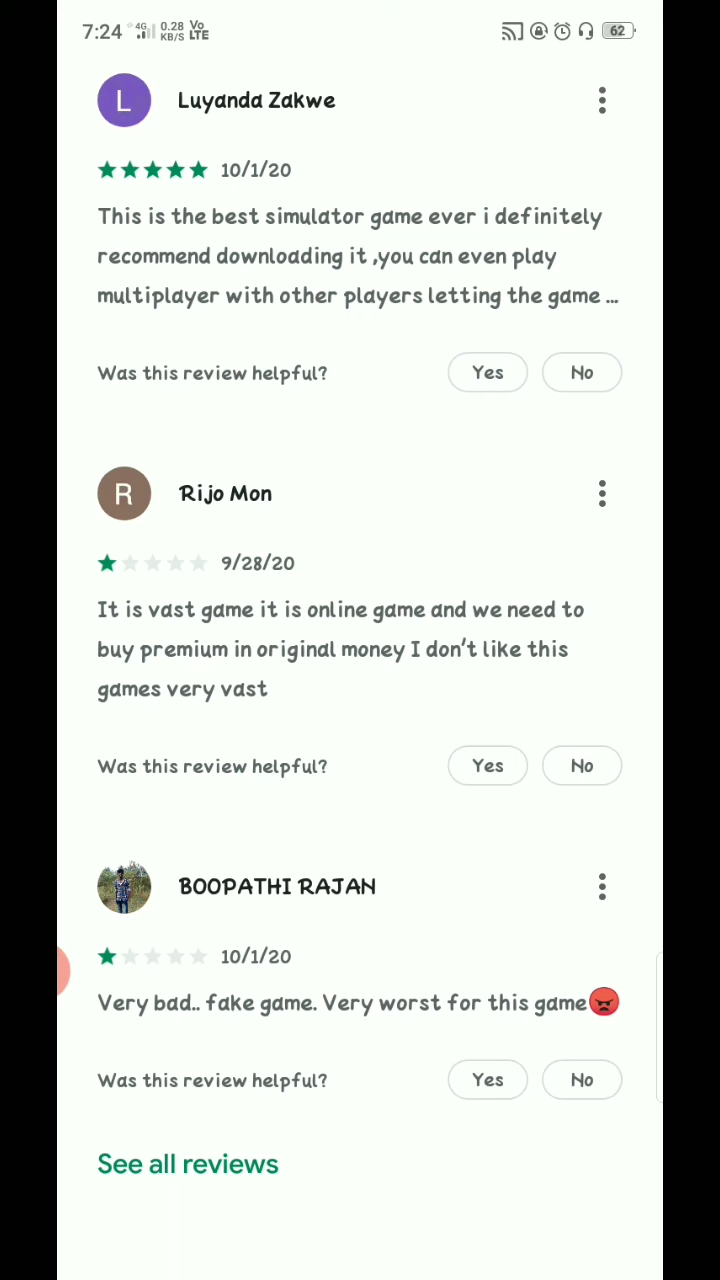 7:24 4G 0.28 KB/S Vo LTE 62
L Luyanda Zakwe
10/1/20
This is the best simulator game ever i definitely
recommend downloading it ,you can even play
multiplayer with other players letting the game ...
Was this review helpful? Yes No
R Rijo Mon
9/28/20
It is vast game it is online game and we need to
buy premium in original money I don't like this
games very vast
Was this review helpful? Yes No
BOOPATHI RAJAN
10/1/20
Very bad.. fake game. Very worst for this game😡
Was this review helpful? Yes No
See all reviews